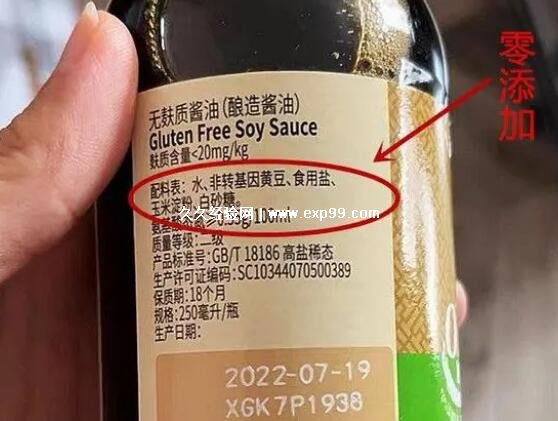 无麸质酱油(酿造酱油)
Gluten Free Soy Sauce
麸质含量<20mg/kg
配料表：水、非转基因黄豆、食用盐、
玉米淀粉、白砂糖。
久久经验网 www.exp99.com
质量等级：二级
产品标准号：GB/T 18186 高盐稀态
生产许可证编码：SC10344070500389
保质期：18个月
规格：250毫升/瓶
生产日期：
2022-07-19
XGK7P1938
零添加